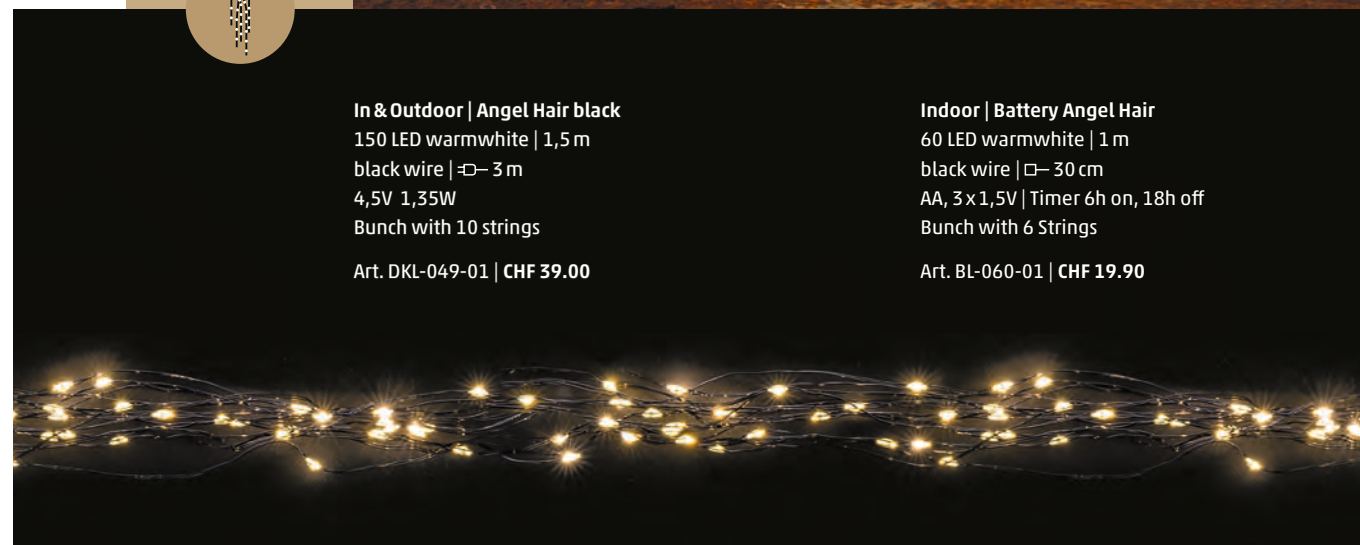 In & Outdoor | Angel Hair black
150 LED warmwhite | 1,5 m
black wire | 3 m
4,5V 1,35W
Bunch with 10 strings
Art. DKL-049-01 | CHF 39.00
Indoor | Battery Angel Hair
60 LED warmwhite | 1 m
black wire | 30 cm
AA, 3 x 1,5V | Timer 6h on, 18h off
Bunch with 6 Strings
Art. BL-060-01 | CHF 19.90